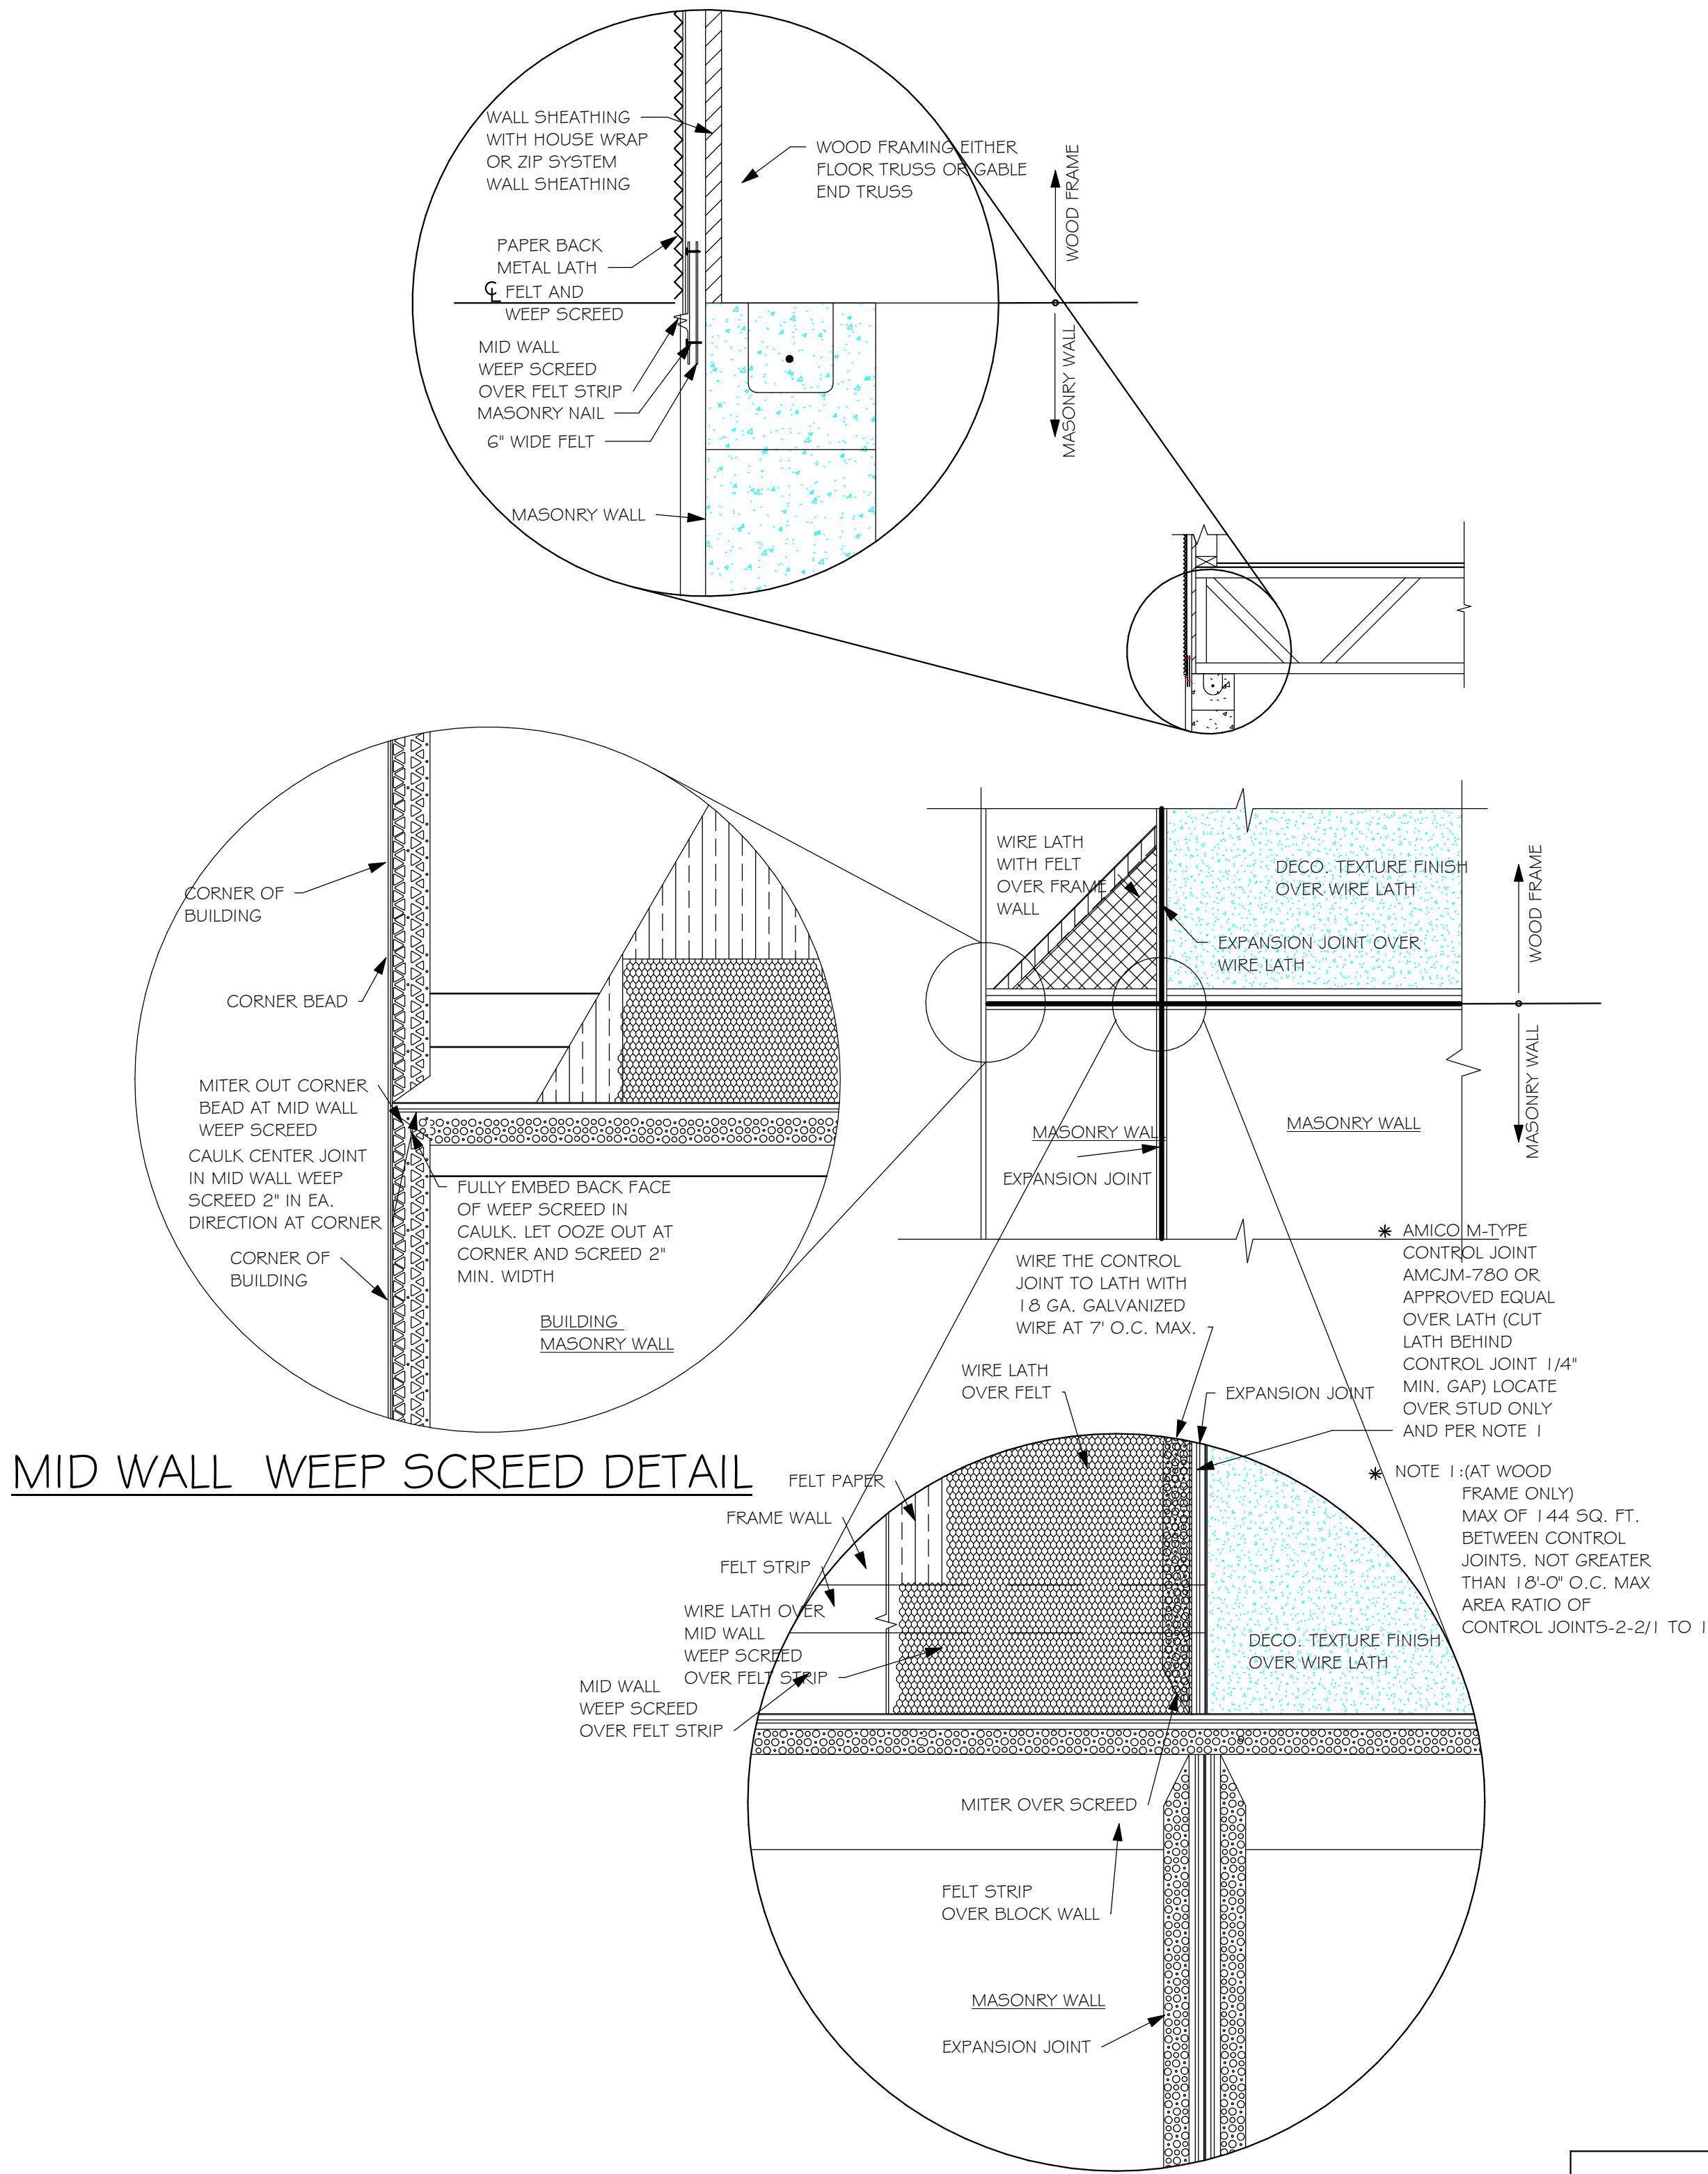 WALL SHEATHING
WITH HOUSE WRAP
OR ZIP SYSTEM
WALL SHEATHING
WOOD FRAMING EITHER
FLOOR TRUSS OR GABLE
END TRUSS
WOOD FRAME
MASONRY WALL
PAPER BACK
METAL LATH
℄ FELT AND
WEEP SCREED
MID WALL
WEEP SCREED
OVER FELT STRIP
MASONRY NAIL
6" WIDE FELT
MASONRY WALL
CORNER OF
BUILDING
CORNER BEAD
MITER OUT CORNER
BEAD AT MID WALL
WEEP SCREED
CAULK CENTER JOINT
IN MID WALL WEEP
SCREED 2" IN EA.
DIRECTION AT CORNER
CORNER OF
BUILDING
FULLY EMBED BACK FACE
OF WEEP SCREED IN
CAULK. LET OOZE OUT AT
CORNER AND SCREED 2"
MIN. WIDTH
BUILDING
MASONRY WALL
WIRE LATH
WITH FELT
OVER FRAME
WALL
DECO. TEXTURE FINISH
OVER WIRE LATH
EXPANSION JOINT OVER
WIRE LATH
WOOD FRAME
MASONRY WALL
MASONRY WALL
MASONRY WALL
EXPANSION JOINT
WIRE THE CONTROL
JOINT TO LATH WITH
18 GA. GALVANIZED
WIRE AT 7' O.C. MAX.
* AMICO M-TYPE
CONTROL JOINT
AMCJM-780 OR
APPROVED EQUAL
OVER LATH (CUT
LATH BEHIND
CONTROL JOINT 1/4"
MIN. GAP) LOCATE
OVER STUD ONLY
AND PER NOTE 1
WIRE LATH
OVER FELT
EXPANSION JOINT
MID WALL WEEP SCREED DETAIL
* NOTE 1:(AT WOOD
FRAME ONLY)
MAX OF 144 SQ. FT.
BETWEEN CONTROL
JOINTS. NOT GREATER
THAN 18'-0" O.C. MAX
AREA RATIO OF
CONTROL JOINTS-2-2/1 TO 1
FELT PAPER
FRAME WALL
FELT STRIP
WIRE LATH OVER
MID WALL
WEEP SCREED
OVER FELT STRIP
MID WALL
WEEP SCREED
OVER FELT STRIP
DECO. TEXTURE FINISH
OVER WIRE LATH
MITER OVER SCREED
FELT STRIP
OVER BLOCK WALL
MASONRY WALL
EXPANSION JOINT